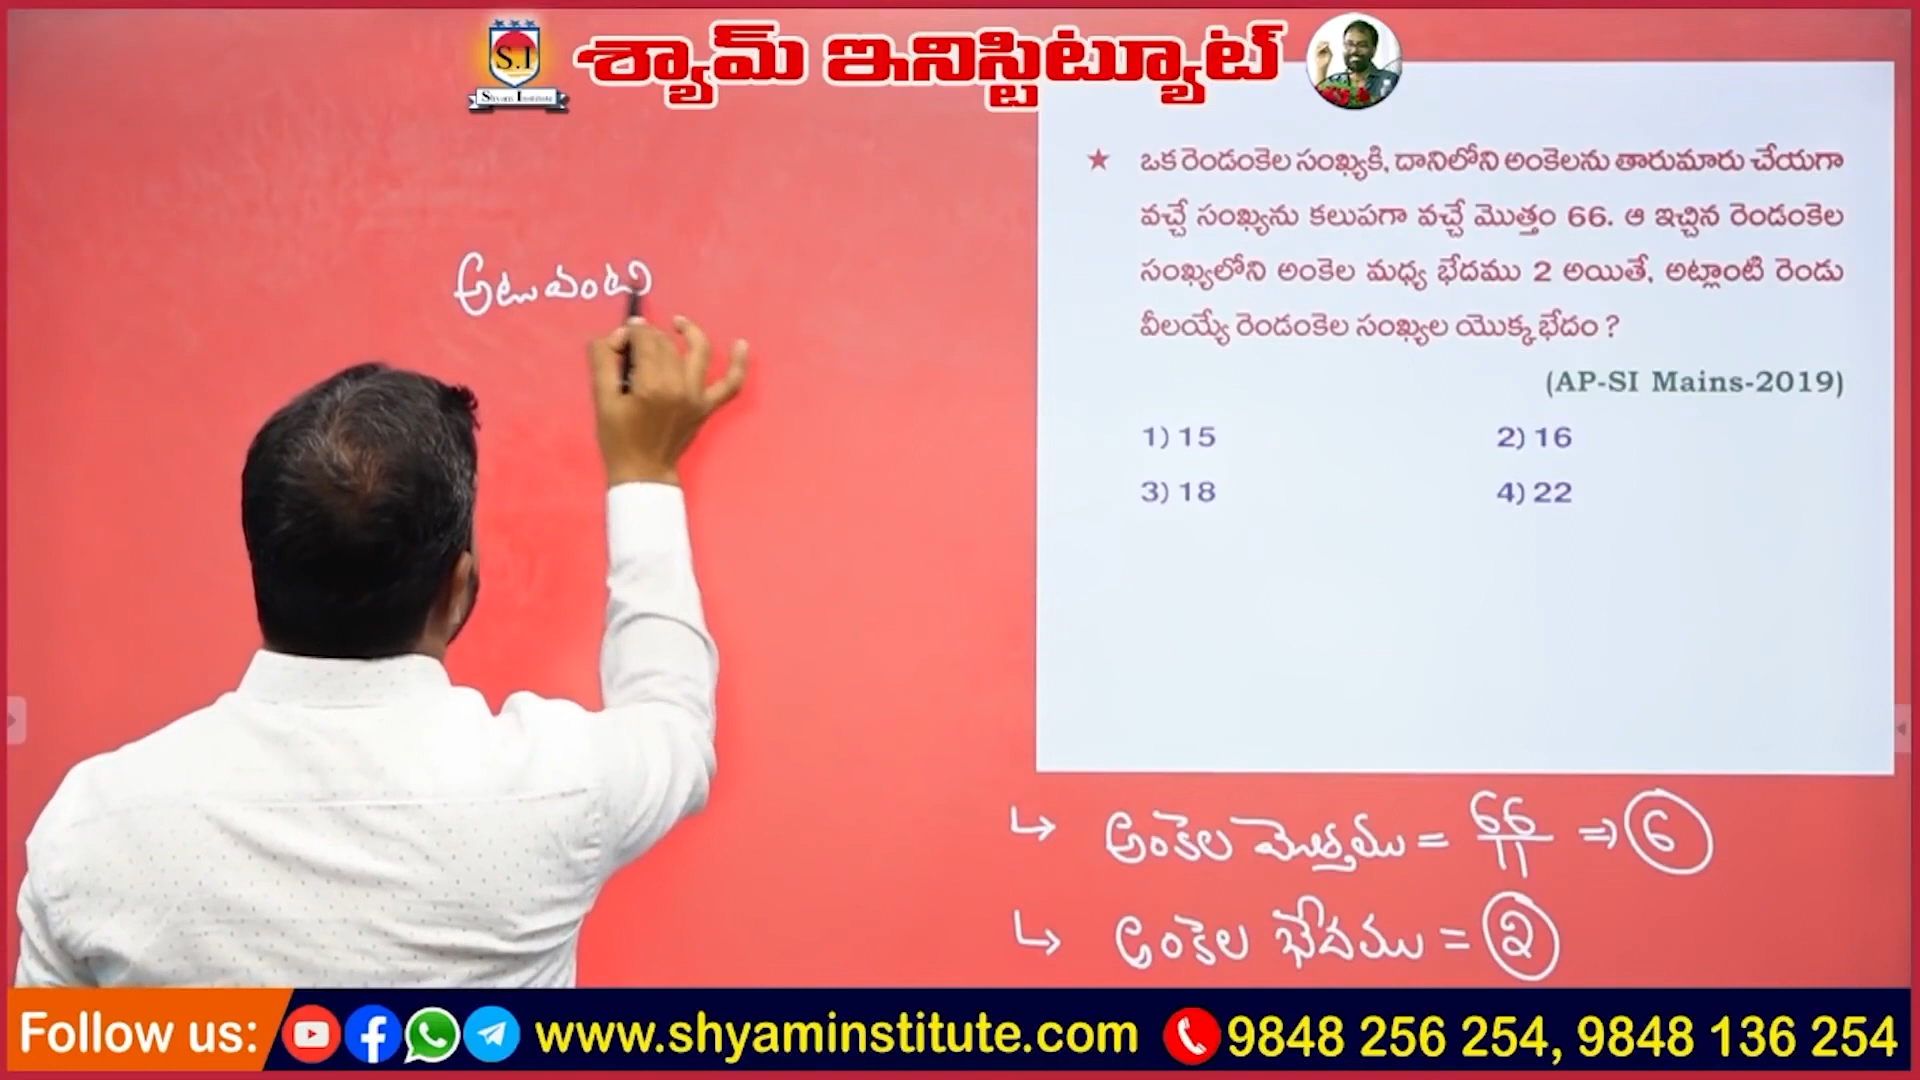 S.I
Shyam Institute
శ్యామ్ ఇనిస్టిట్యూట్
★ ఒక రెండంకెల సంఖ్యకి, దానిలోని అంకెలను తారుమారు చేయగా
వచ్చే సంఖ్యను కలుపగా వచ్చే మొత్తం 66. ఆ ఇచ్చిన రెండంకెల
సంఖ్యలోని అంకెల మధ్య భేదము 2 అయితే, అట్లాంటి రెండు
వీలయ్యే రెండంకెల సంఖ్యల యొక్క భేదం ?
(AP-SI Mains-2019)
1) 15 2) 16
3) 18 4) 22
అటువంటి
↳ అంకెల మొత్తము = 66/11 ⇒ 6
↳ అంకెల భేదము = 2
Follow us: www.shyaminstitute.com 9848 256 254, 9848 136 254